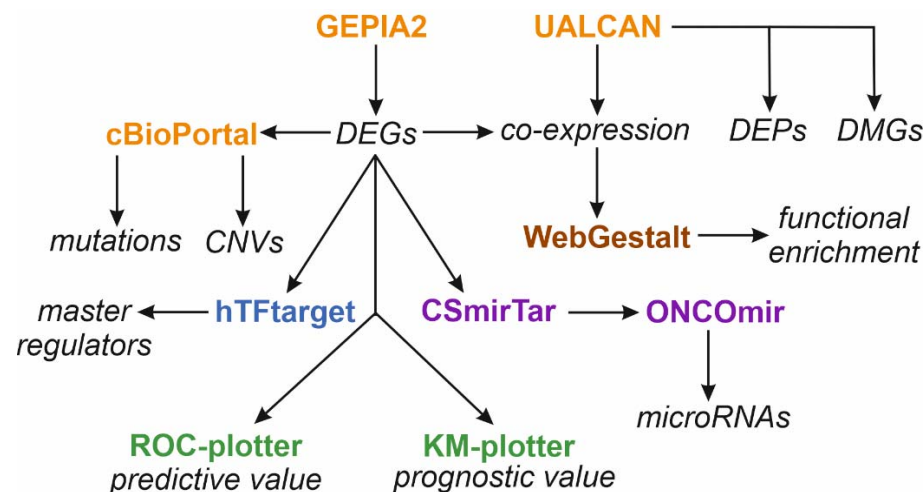 GEPIA2 UALCAN
cBioPortal DEGs co-expression DEPs DMGs
mutations CNVs WebGestalt functional
enrichment
master
regulators hTFtarget CSmirTar ONCOmir
microRNAs
ROC-plotter KM-plotter
predictive value prognostic value